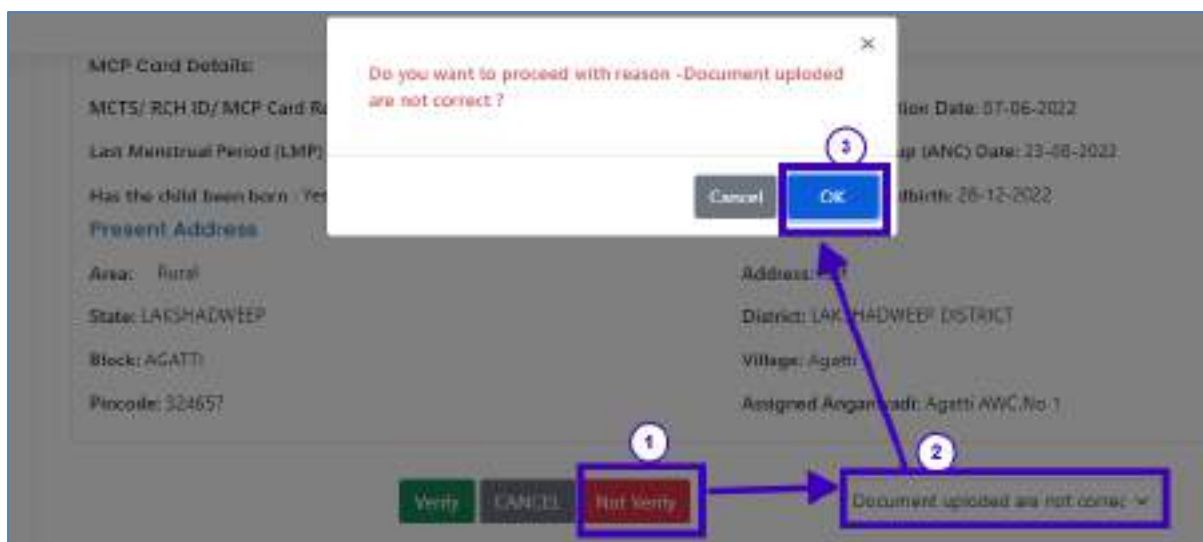 ×
Do you want to proceed with reason -Document uploded
are not correct ?
Cancel OK
3
MCP Card Details:
MCTS/ RCH ID/ MCP Card Date: 07-06-2022
Last Menstrual Period (LMP) up (ANC) Date: 23-08-2022
Has the child been born : Yes 28-12-2022
Present Address
Area: Rural Address:
State: LAKSHADWEEP District: LAKSHADWEEP DISTRICT
Block: AGATTI Village: Agatti
Pincode: 324657 Assigned Anganwadi: Agatti AWC.No 1
1
2
Verify CANCEL Not Verify Document uploded are not correc